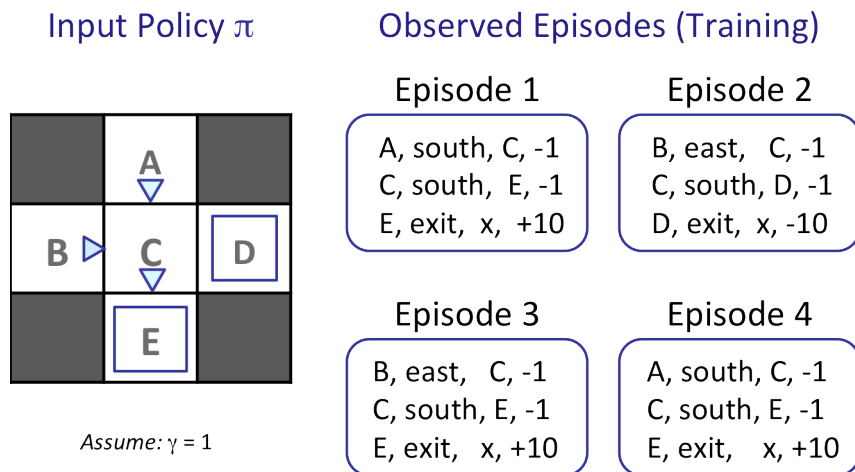 Input Policy π
Observed Episodes (Training)
A
B
C
D
E
Assume: γ = 1
Episode 1
A, south, C, -1
C, south, E, -1
E, exit, x, +10
Episode 2
B, east, C, -1
C, south, D, -1
D, exit, x, -10
Episode 3
B, east, C, -1
C, south, E, -1
E, exit, x, +10
Episode 4
A, south, C, -1
C, south, E, -1
E, exit, x, +10